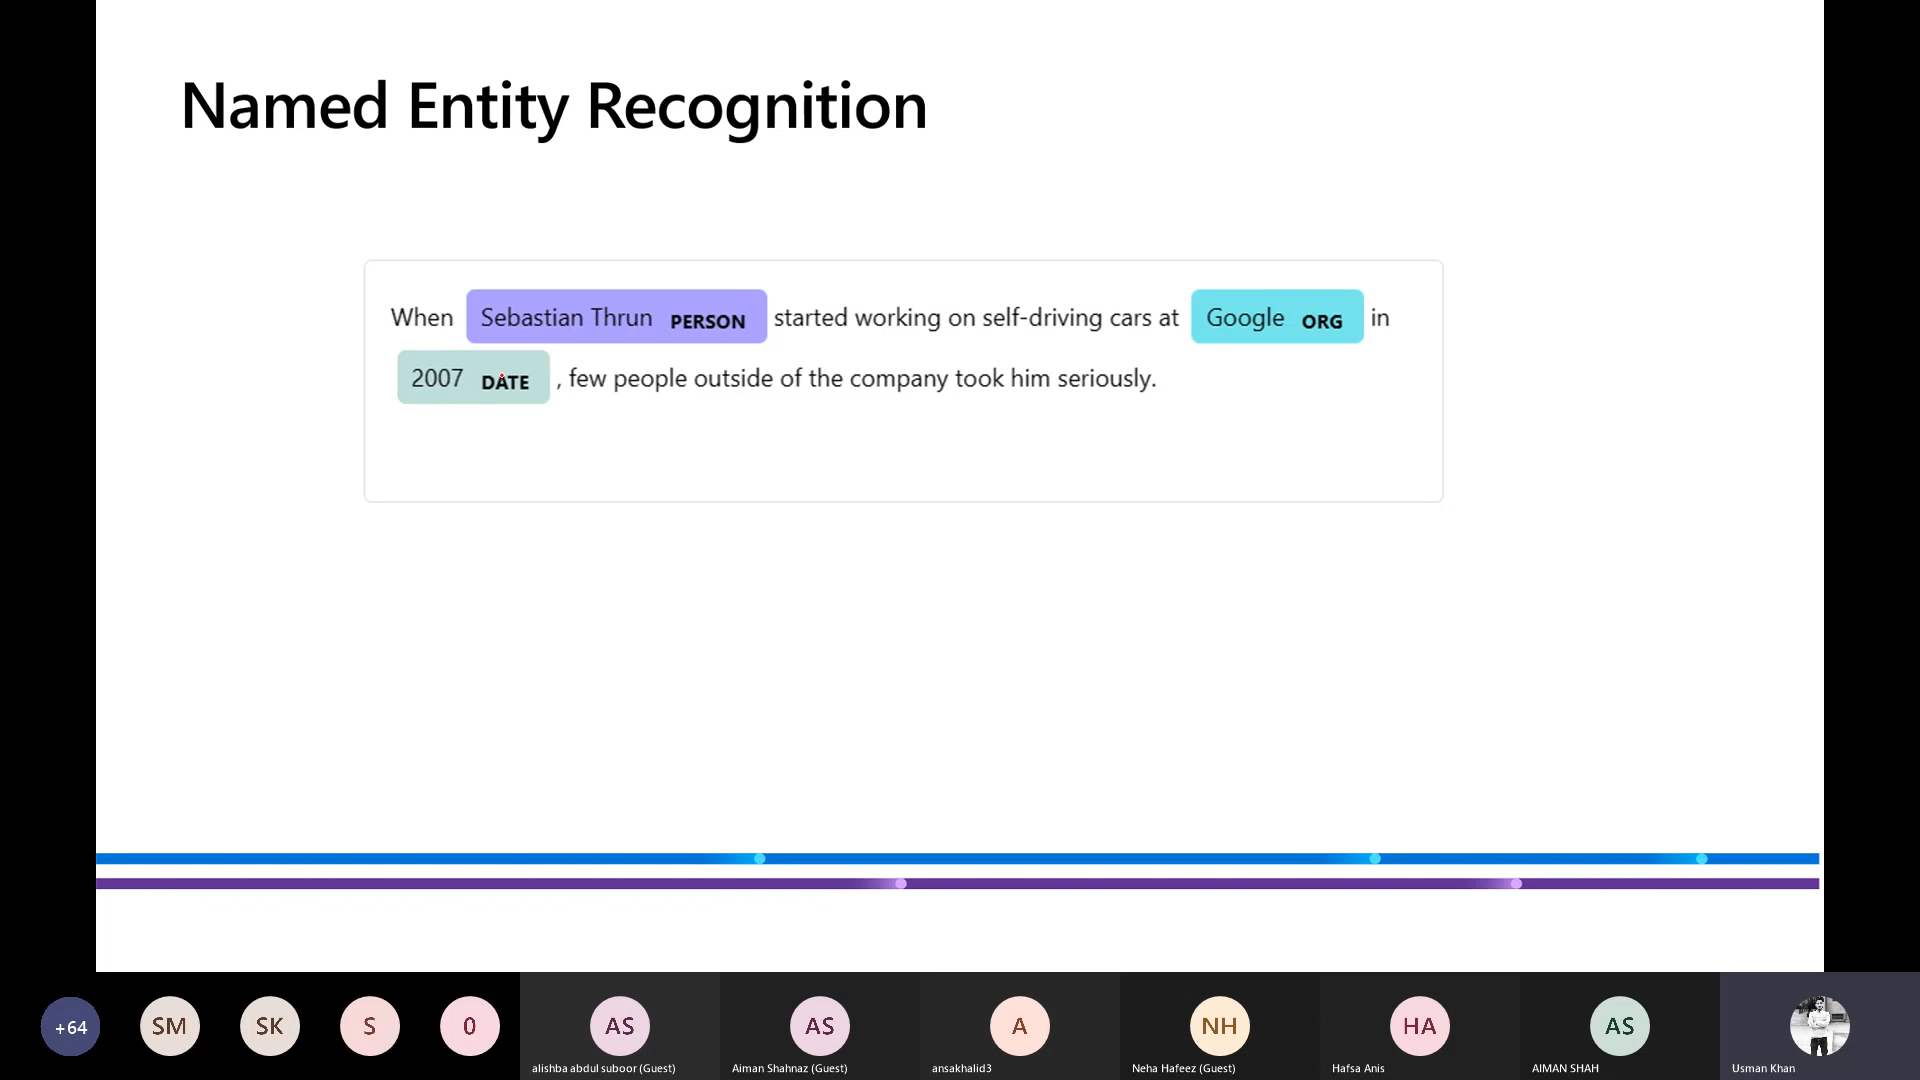 Named Entity Recognition
When Sebastian Thrun PERSON started working on self-driving cars at Google ORG in
2007 DATE , few people outside of the company took him seriously.
+64 SM SK S 0 AS AS A NH HA AS
alishba abdul suboor (Guest) Aiman Shahnaz (Guest) ansakhalid3 Neha Hafeez (Guest) Hafsa Anis AIMAN SHAH Usman Khan